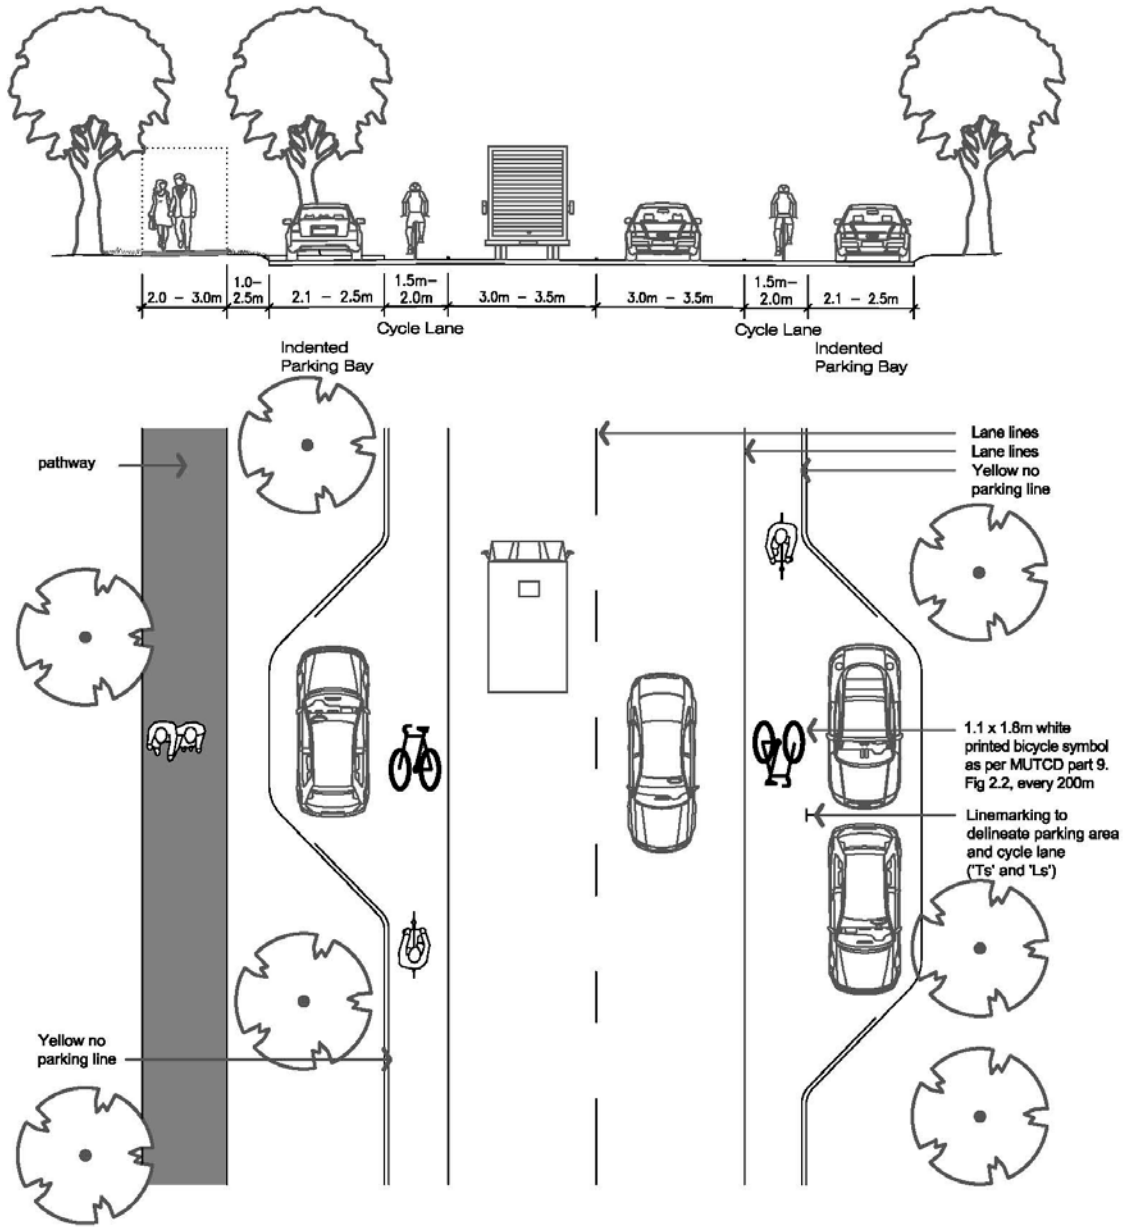 2.0 – 3.0m
1.0–
2.5m
2.1 – 2.5m
1.5m–
2.0m
3.0m – 3.5m
3.0m – 3.5m
1.5m–
2.0m
2.1 – 2.5m
Cycle Lane
Cycle Lane
Indented
Parking Bay
Indented
Parking Bay
pathway
Lane lines
Lane lines
Yellow no
parking line
1.1 x 1.8m white
printed bicycle symbol
as per MUTCD part 9.
Fig 2.2, every 200m
Linemarking to
delineate parking area
and cycle lane
('Ts' and 'Ls')
Yellow no
parking line